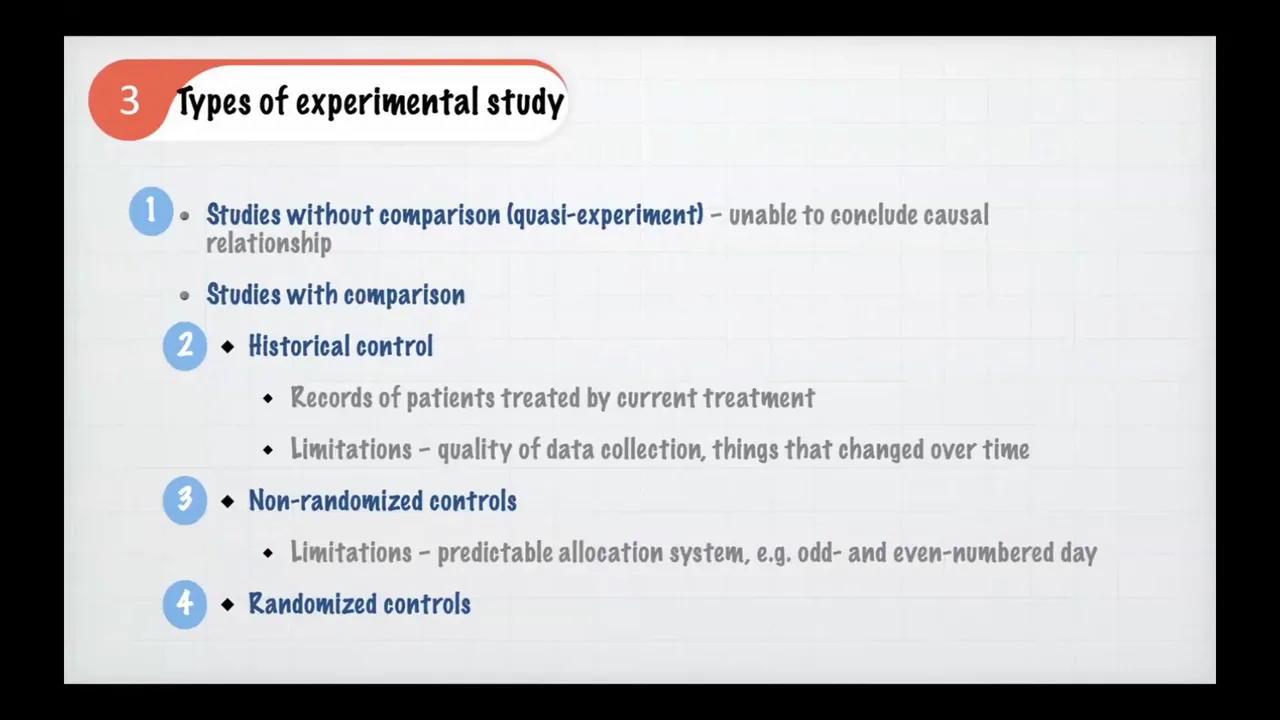 3 Types of experimental study
1 • Studies without comparison (quasi-experiment) – unable to conclude causal
relationship
• Studies with comparison
2 ◆ Historical control
◆ Records of patients treated by current treatment
◆ Limitations – quality of data collection, things that changed over time
3 ◆ Non-randomized controls
◆ Limitations – predictable allocation system, e.g. odd- and even-numbered day
4 ◆ Randomized controls